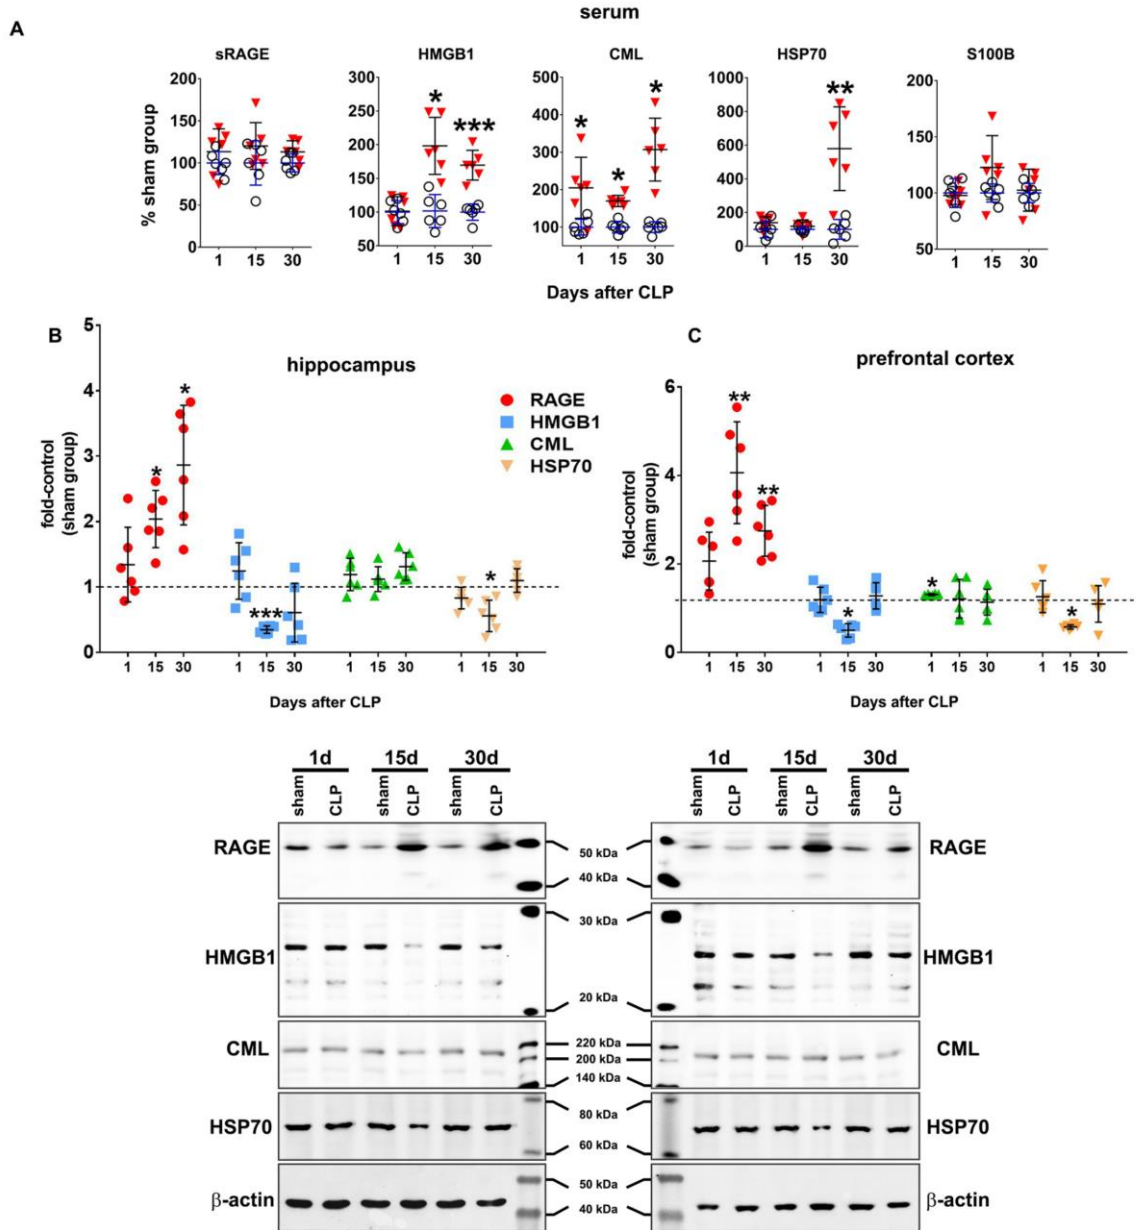 serum
A
sRAGE HMGB1 CML HSP70 S100B
% sham group
200
150
100
50
0
1 15 30
300
250
200
150
100
50
* ***
1 15 30
500
400
300
200
100
0
* * *
1 15 30
1000
800
600
400
200
0
**
1 15 30
200
150
100
50
1 15 30
Days after CLP
B
hippocampus
fold-control
(sham group)
5
4
3
2
1
0
* * *** *
1 15 30 1 15 30 1 15 30 1 15 30
Days after CLP
RAGE
HMGB1
CML
HSP70
C
prefrontal cortex
fold-control
(sham group)
6
4
2
0
** ** * * *
1 15 30 1 15 30 1 15 30 1 15 30
Days after CLP
1d 15d 30d 1d 15d 30d
sham CLP sham CLP sham CLP sham CLP sham CLP sham CLP
RAGE 50 kDa RAGE
40 kDa
30 kDa
HMGB1 HMGB1
20 kDa
220 kDa
CML 200 kDa CML
140 kDa
80 kDa
HSP70 HSP70
60 kDa
50 kDa
β-actin β-actin
40 kDa